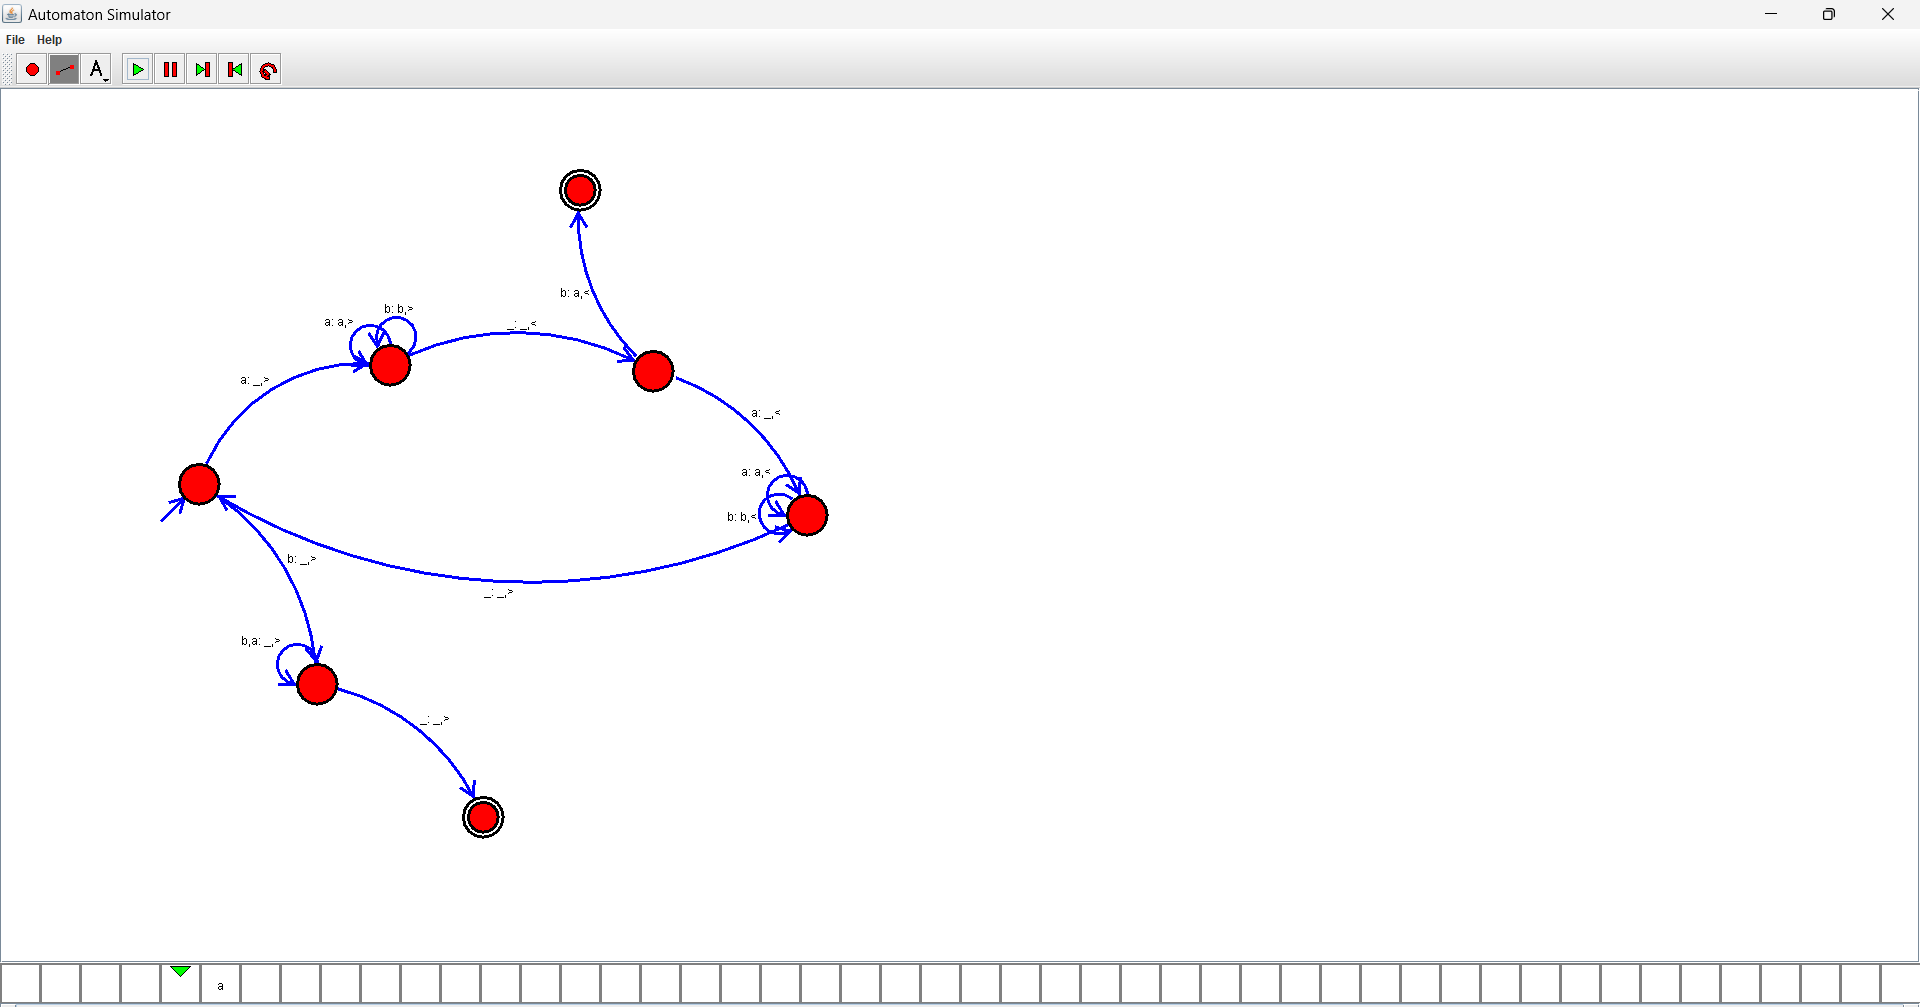 Automaton Simulator
File Help
A
b: a,<
b: b,>
a: a,>
_: _,<
a: _,>
a: _,<
a: a,<
b: b,<
b: _,>
_: _,>
b,a: _,>
_: _,>
a